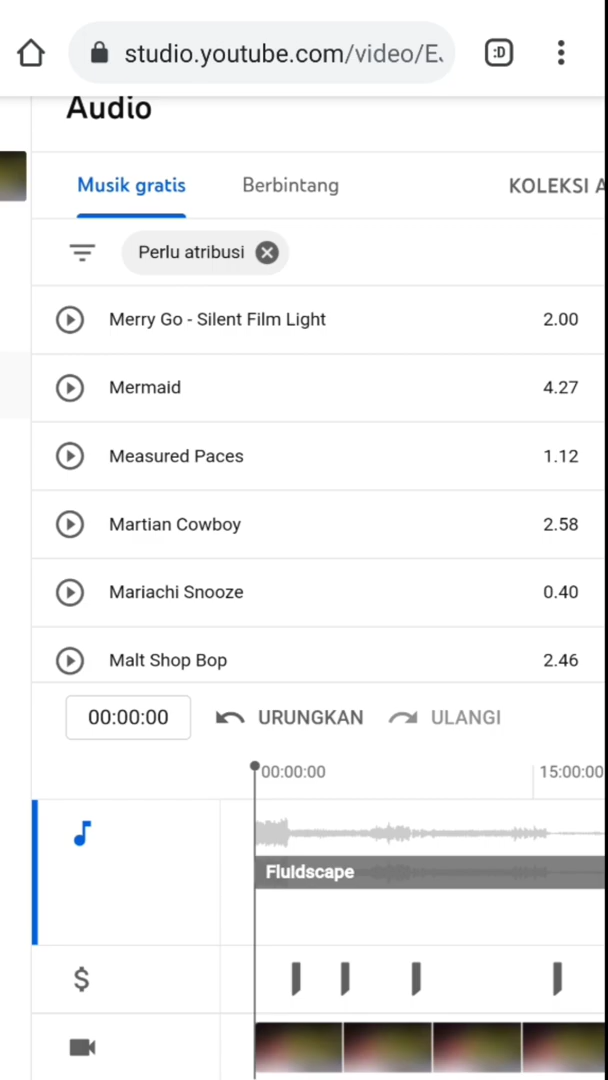 studio.youtube.com/video/E
:D
Audio
Musik gratis
Berbintang
KOLEKSI A
Perlu atribusi
Merry Go - Silent Film Light 2.00
Mermaid 4.27
Measured Paces 1.12
Martian Cowboy 2.58
Mariachi Snooze 0.40
Malt Shop Bop 2.46
00:00:00 URUNGKAN ULANGI
00:00:00 15:00:00
Fluidscape
$